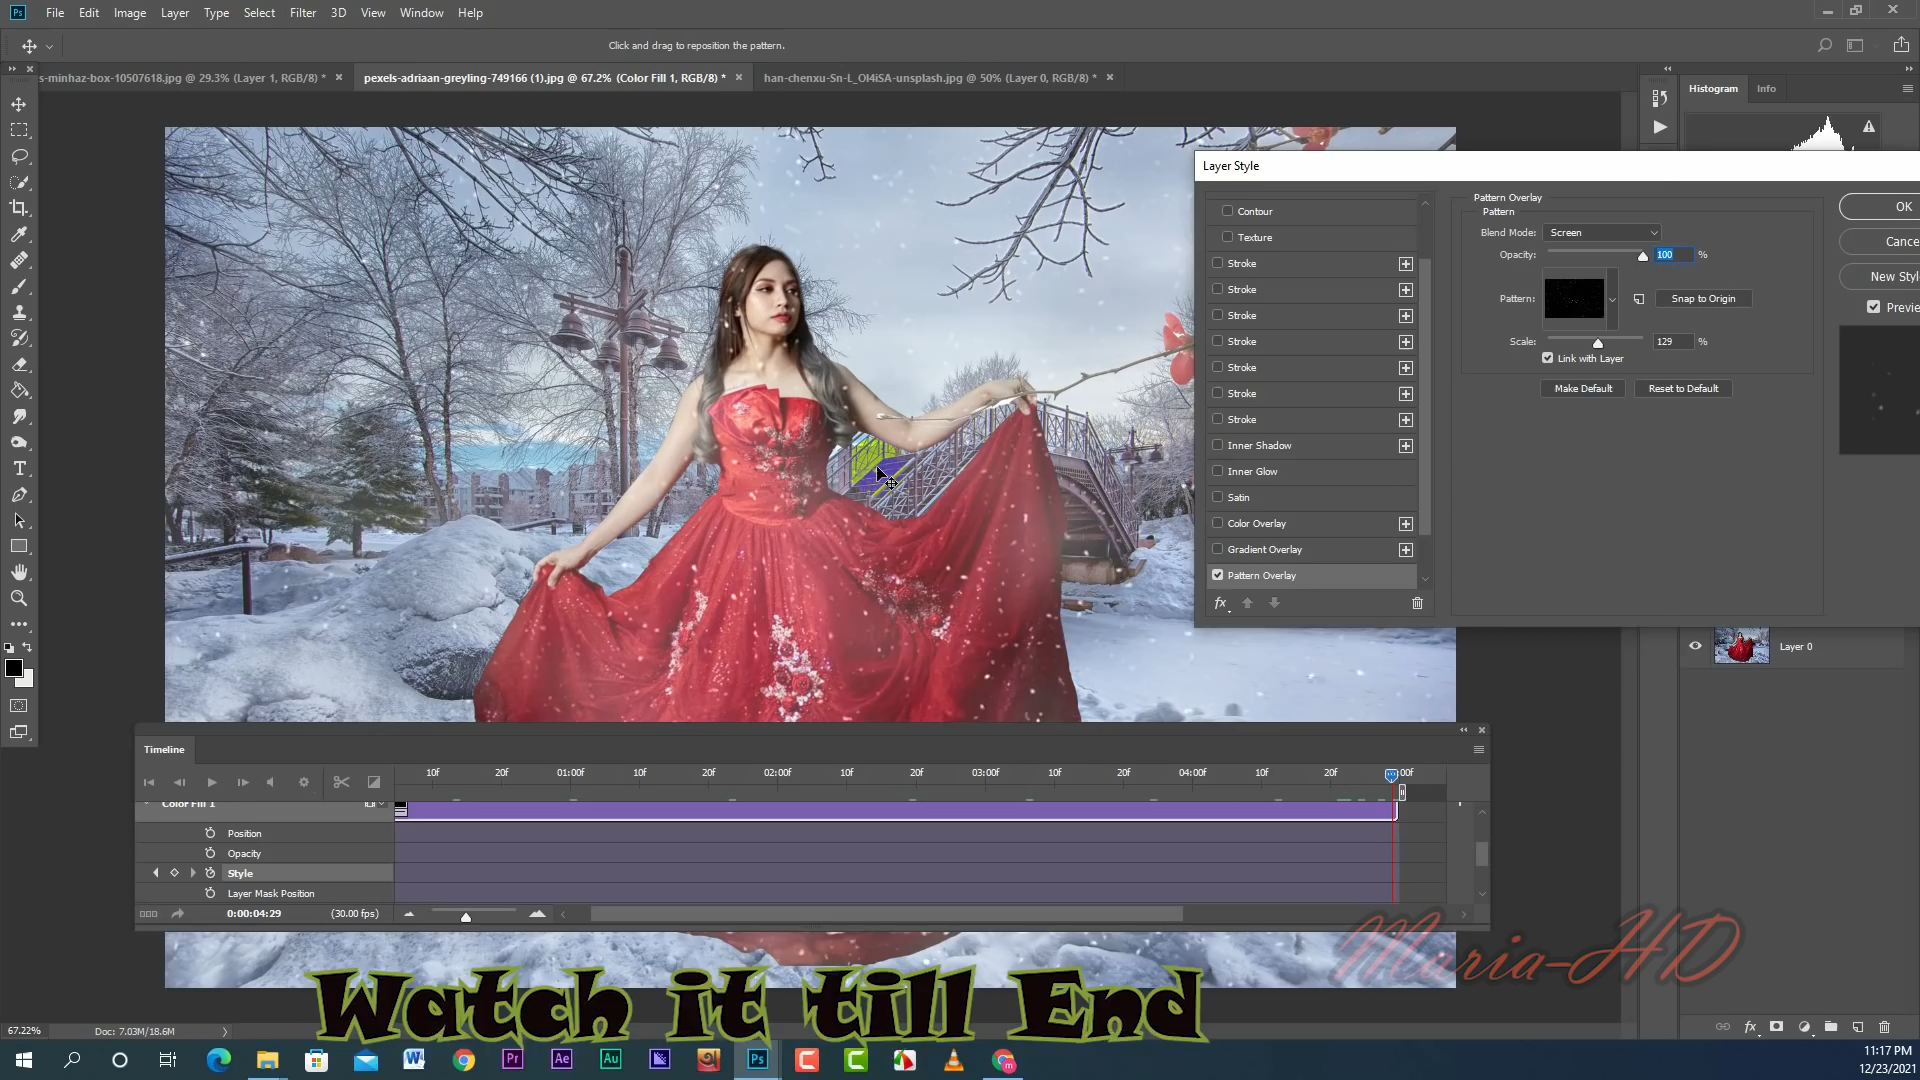 Ps File Edit Image Layer Type Select Filter 3D View Window Help
Click and drag to reposition the pattern.
s-minhaz-box-10507618.jpg @ 29.3% (Layer 1, RGB/8) * ×
pexels-adriaan-greyling-749166 (1).jpg @ 67.2% (Color Fill 1, RGB/8) * ×
han-chenxu-Sn-L_Ol4iSA-unsplash.jpg @ 50% (Layer 0, RGB/8) * ×
Histogram Info
Layer Style
Contour
Texture
Stroke
Stroke
Stroke
Stroke
Stroke
Stroke
Stroke
Inner Shadow
Inner Glow
Satin
Color Overlay
Gradient Overlay
Pattern Overlay
fx
Pattern Overlay
Pattern
Blend Mode: Screen
Opacity: 100 %
Pattern: Snap to Origin
Scale: 129 %
Link with Layer
Make Default Reset to Default
OK
Cance
New Styl
Previe
Layer 0
Timeline
10f 20f 01:00f 10f 20f 02:00f 10f 20f 03:00f 10f 20f 04:00f 10f 20f :00f
Color Fill 1
Position
Opacity
Style
Layer Mask Position
0:00:04:29 (30.00 fps)
Maria-HD
Watch it till End
67.22% Doc: 7.03M/18.6M
fx
W Pr Ae Au Ps C C m
11:17 PM
12/23/2021